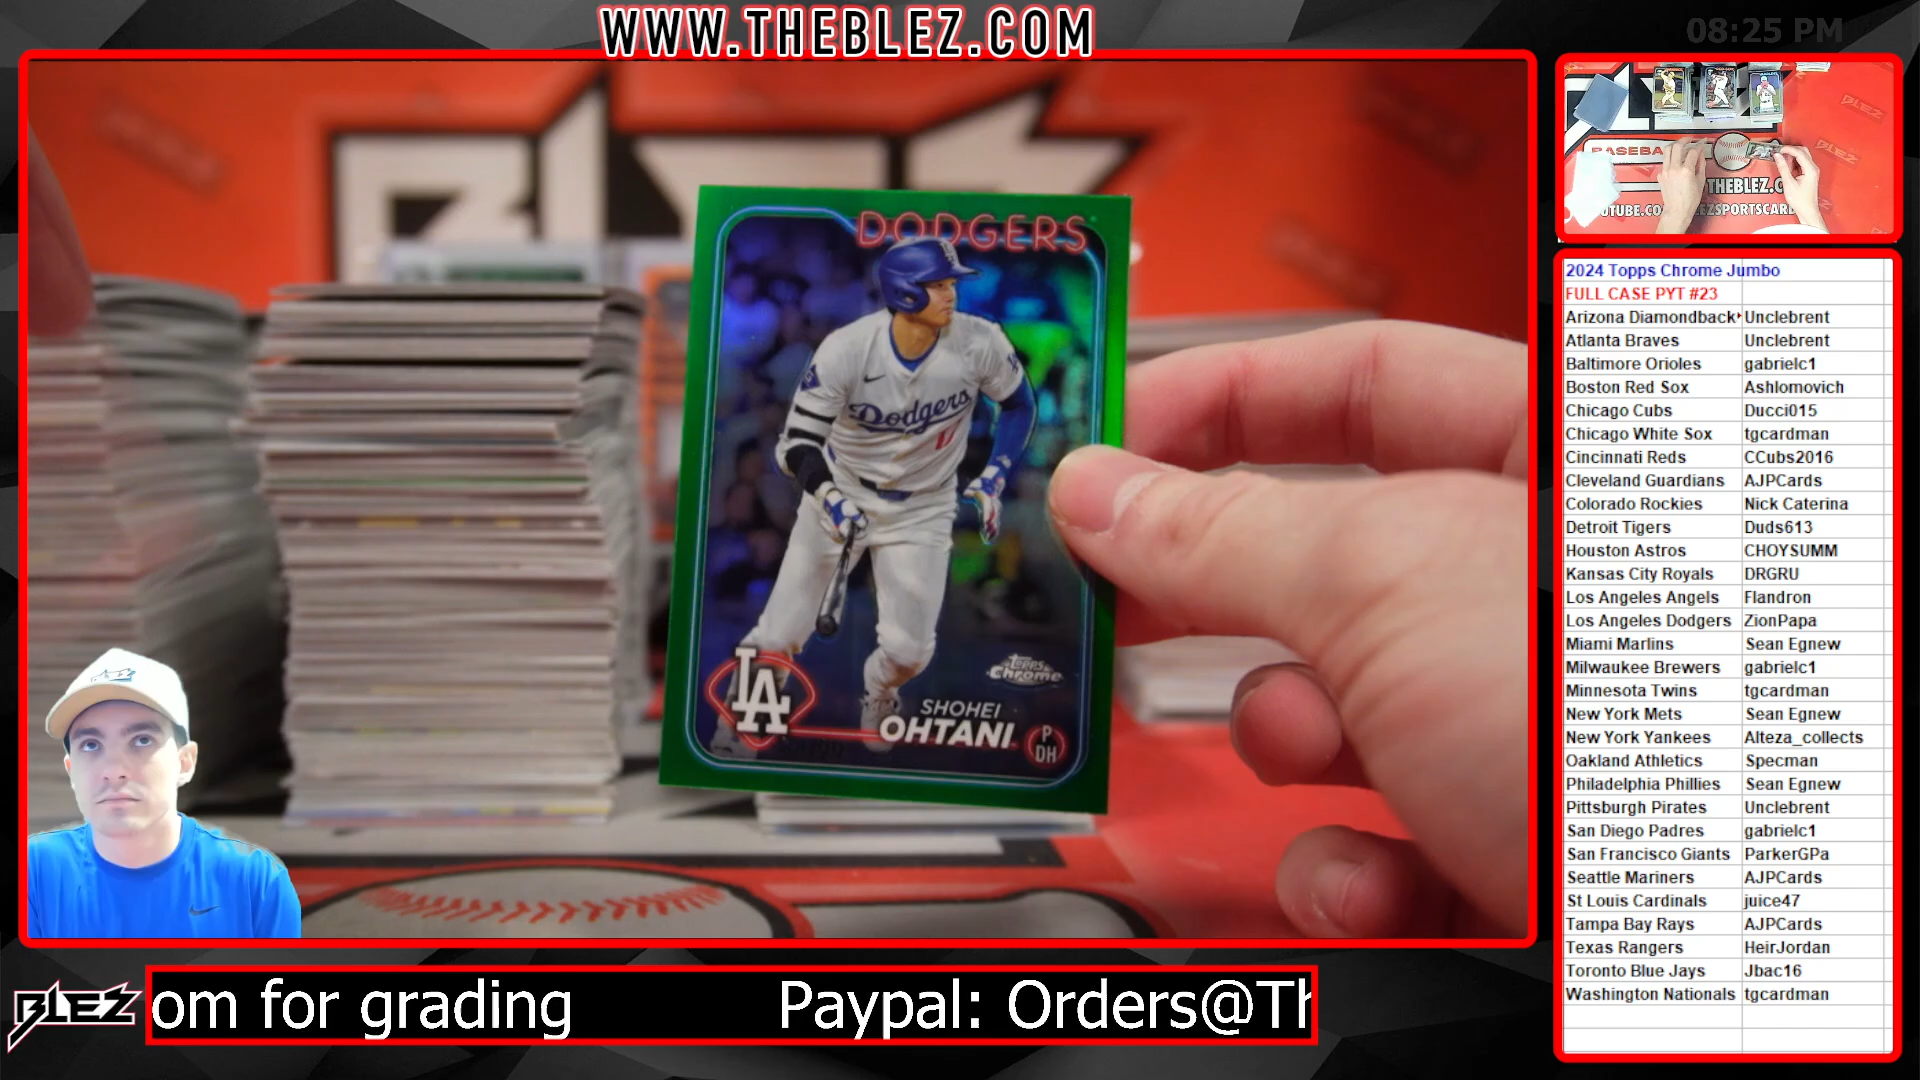 WWW.THEBLEZ.COM
08:25 PM
BLEZ
DODGERS
Dodgers
17
LA
Topps
Chrome
SHOHEI
OHTANI
P
DH
BASEBA
THEBLEZ.C
BLEZ
BLEZ
2024 Topps Chrome Jumbo
FULL CASE PYT #23
Arizona Diamondback Unclebrent
Atlanta Braves Unclebrent
Baltimore Orioles gabrielc1
Boston Red Sox Ashlomovich
Chicago Cubs Ducci015
Chicago White Sox tgcardman
Cincinnati Reds CCubs2016
Cleveland Guardians AJPCards
Colorado Rockies Nick Caterina
Detroit Tigers Duds613
Houston Astros CHOYSUMM
Kansas City Royals DRGRU
Los Angeles Angels Flandron
Los Angeles Dodgers ZionPapa
Miami Marlins Sean Egnew
Milwaukee Brewers gabrielc1
Minnesota Twins tgcardman
New York Mets Sean Egnew
New York Yankees Alteza_collects
Oakland Athletics Specman
Philadelphia Phillies Sean Egnew
Pittsburgh Pirates Unclebrent
San Diego Padres gabrielc1
San Francisco Giants ParkerGPa
Seattle Mariners AJPCards
St Louis Cardinals juice47
Tampa Bay Rays AJPCards
Texas Rangers HeirJordan
Toronto Blue Jays Jbac16
Washington Nationals tgcardman
BLEZ
om for grading Paypal: Orders@Th